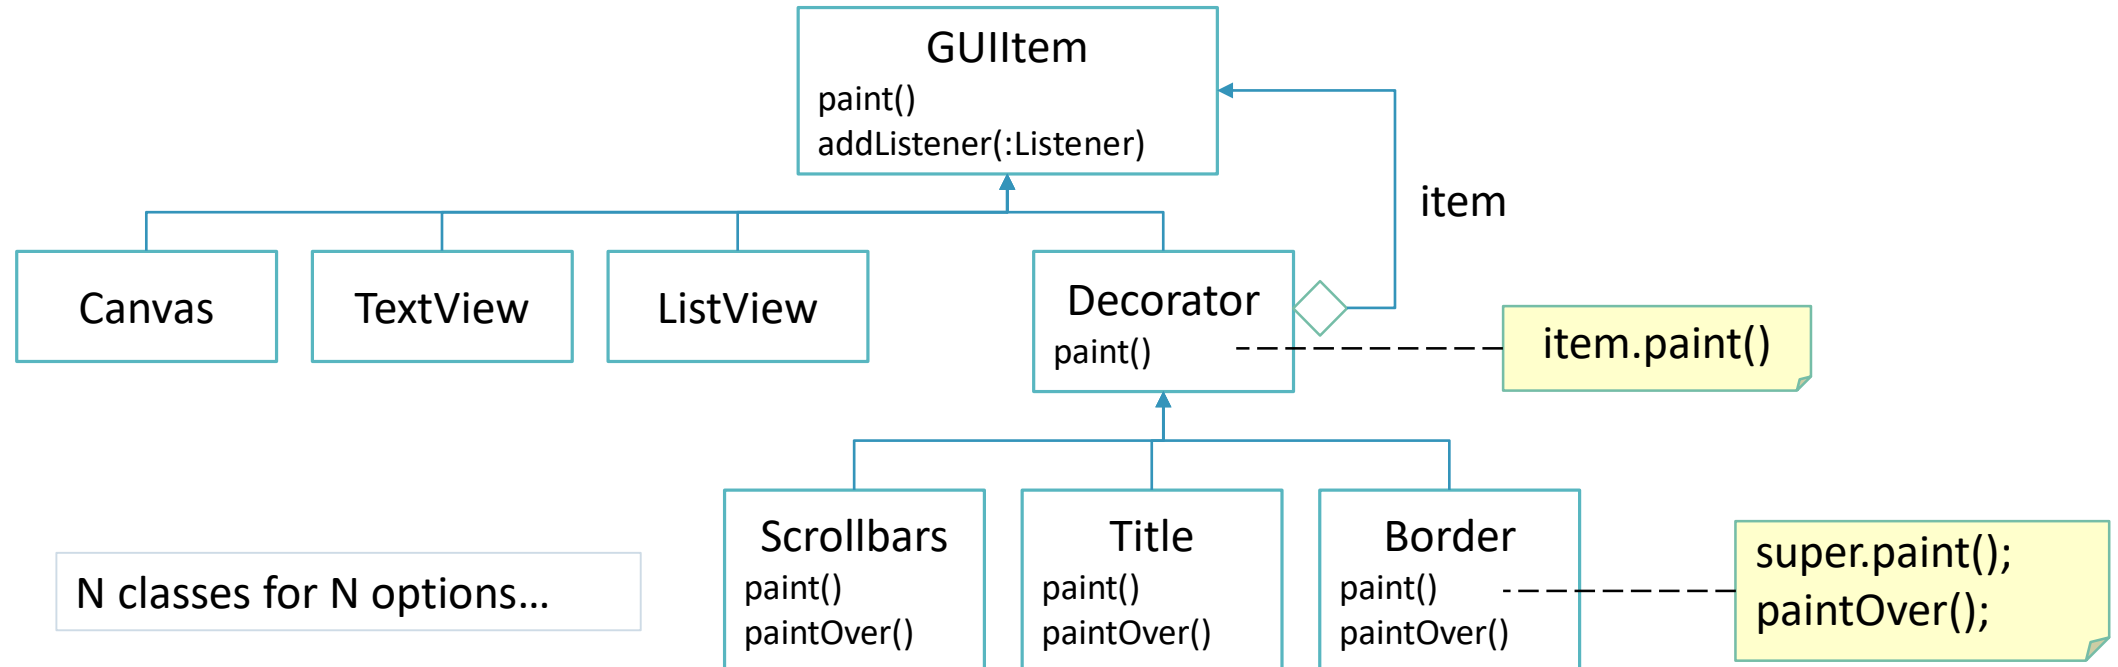 GUIItem
paint()
addListener(:Listener)
item
Canvas
TextView
ListView
Decorator
paint()
item.paint()
Scrollbars
paint()
paintOver()
Title
paint()
paintOver()
Border
paint()
paintOver()
super.paint();
paintOver();
N classes for N options…